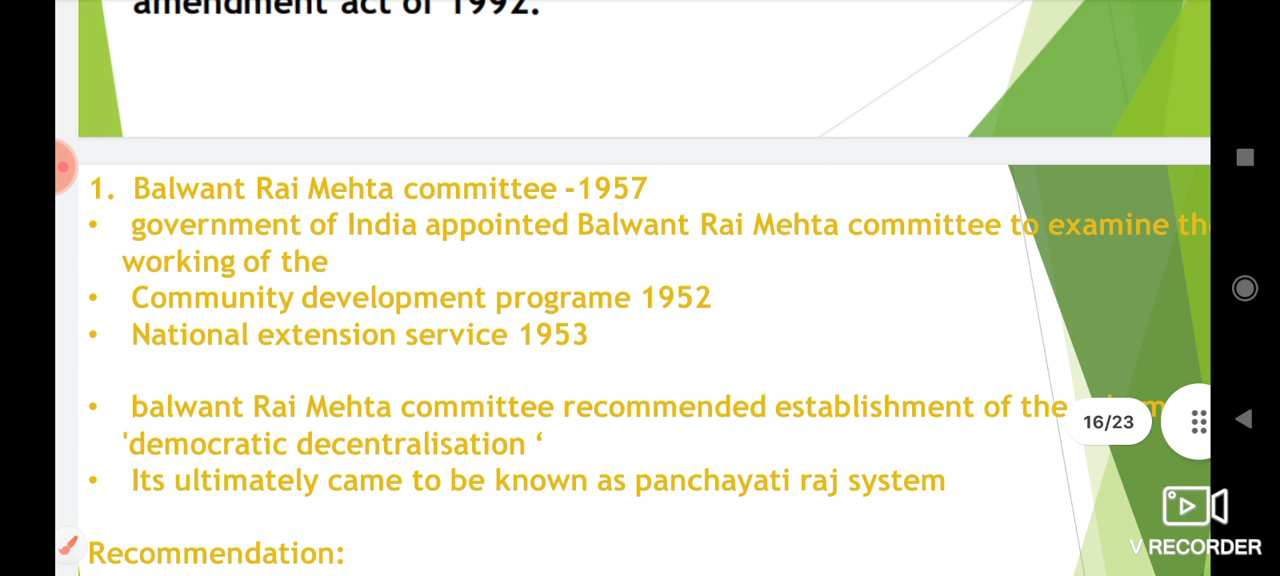 amendment act of 1992.
1. Balwant Rai Mehta committee -1957
• government of India appointed Balwant Rai Mehta committee to examine the
working of the
• Community development programe 1952
• National extension service 1953
• balwant Rai Mehta committee recommended establishment of the
'democratic decentralisation ‘
• Its ultimately came to be known as panchayati raj system
Recommendation:
16/23
V RECORDER